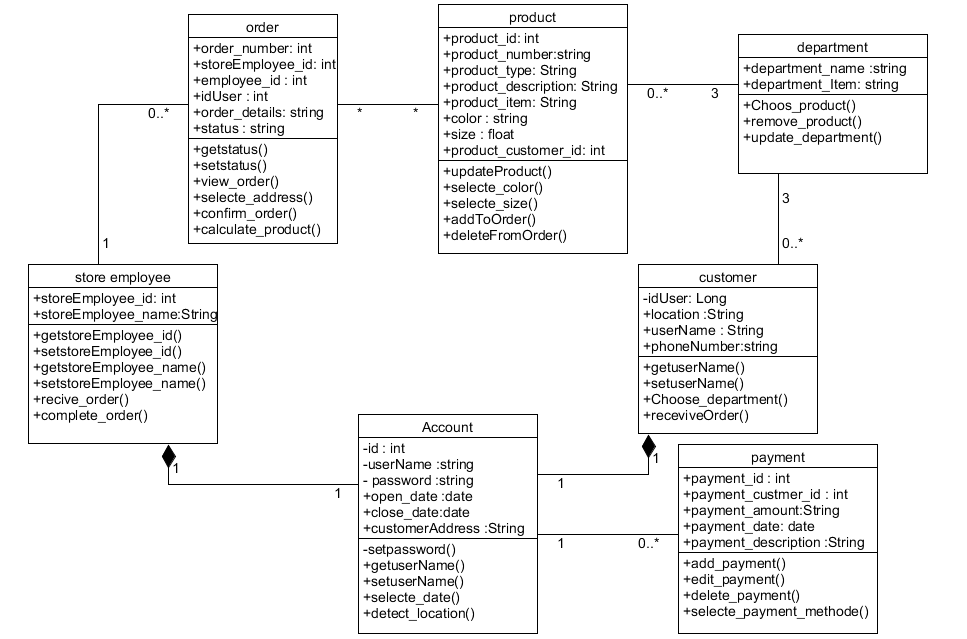 order
+order_number: int
+storeEmployee_id: int
+employee_id : int
+idUser : int
+order_details: string
+status : string
+getstatus()
+setstatus()
+view_order()
+selecte_address()
+confirm_order()
+calculate_product()
product
+product_id: int
+product_number:string
+product_type: String
+product_description: String
+product_item: String
+color : string
+size : float
+product_customer_id: int
+updateProduct()
+selecte_color()
+selecte_size()
+addToOrder()
+deleteFromOrder()
department
+department_name :string
+department_Item: string
+Choos_product()
+remove_product()
+update_department()
0..*
*
*
0..*
3
3
0..*
1
store employee
+storeEmployee_id: int
+storeEmployee_name:String
+getstoreEmployee_id()
+setstoreEmployee_id()
+getstoreEmployee_name()
+setstoreEmployee_name()
+recive_order()
+complete_order()
customer
-idUser: Long
+location :String
+userName : String
+phoneNumber:string
+getuserName()
+setuserName()
+Choose_department()
+receviveOrder()
1
1
Account
-id : int
-userName :string
- password :string
+open_date :date
+close_date:date
+customerAddress :String
-setpassword()
+getuserName()
+setuserName()
+selecte_date()
+detect_location()
1
1
1
0..*
payment
+payment_id : int
+payment_custmer_id : int
+payment_amount:String
+payment_date: date
+payment_description :String
+add_payment()
+edit_payment()
+delete_payment()
+selecte_payment_methode()